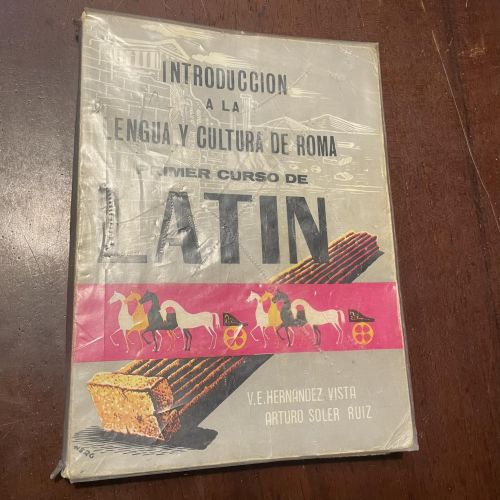 INTRODUCCION
A LA
LENGUA Y CULTURA DE ROMA
PRIMER CURSO DE
LATIN
V.E.HERNANDEZ VISTA
ARTURO SOLER RUIZ